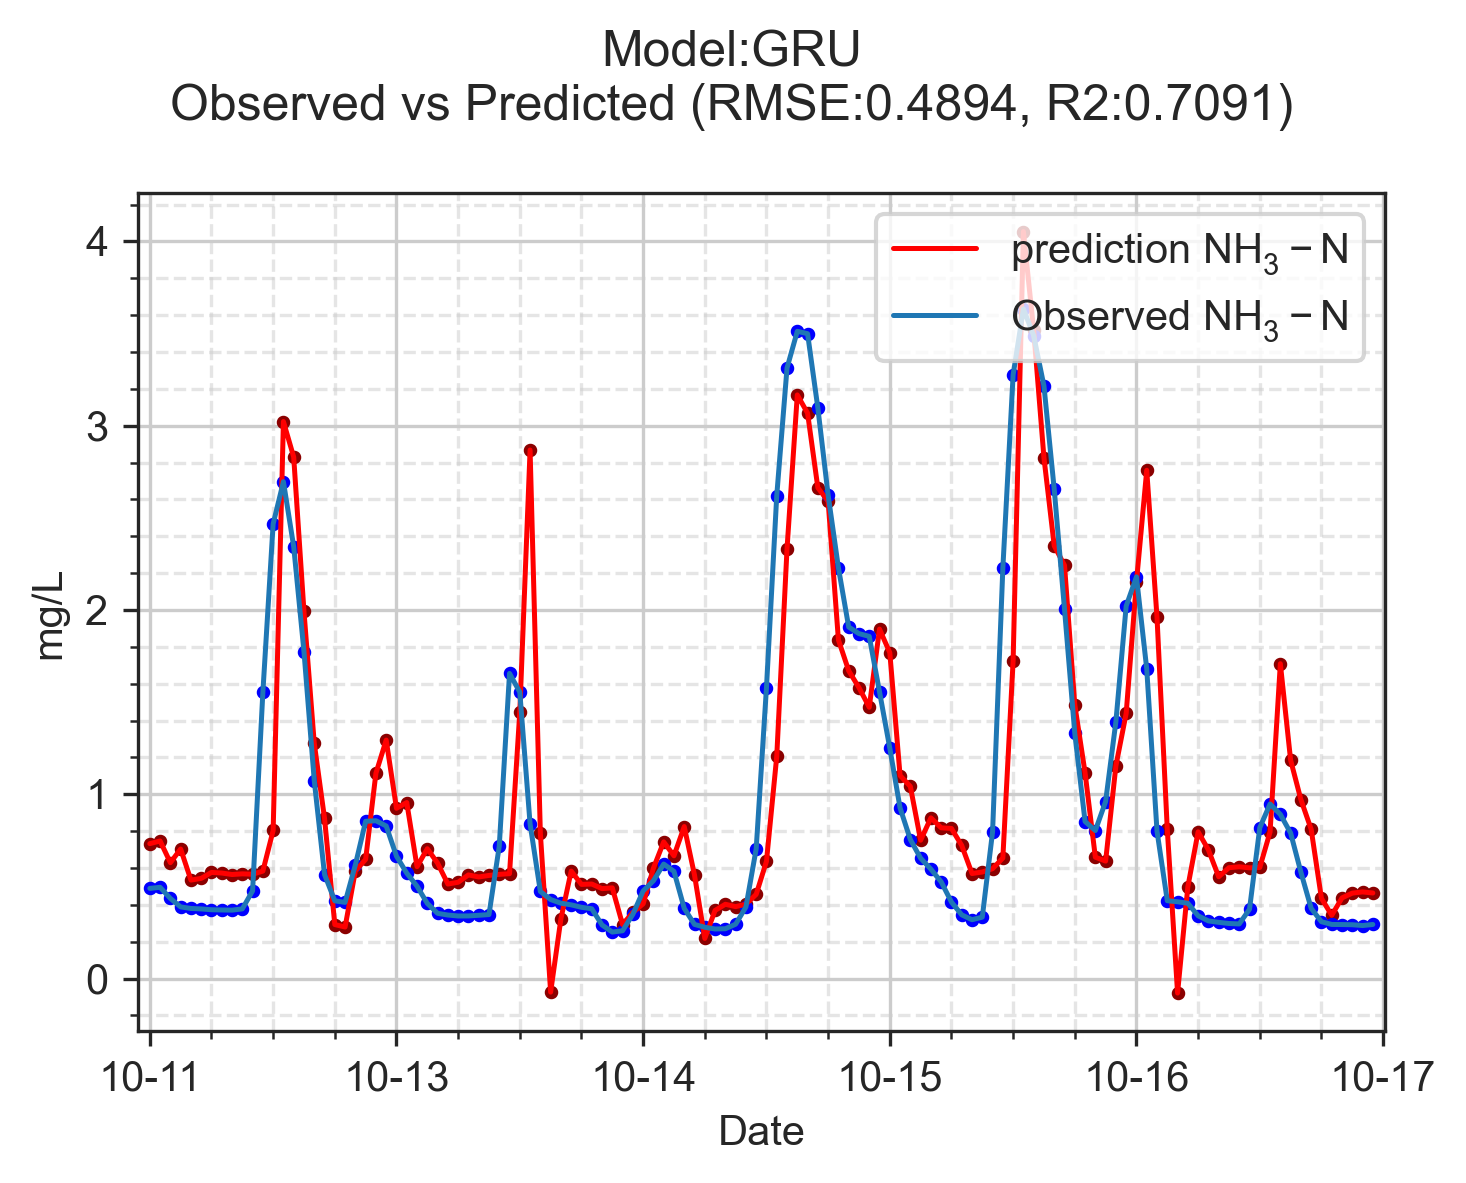 Model:GRU
Observed vs Predicted (RMSE:0.4894, R2:0.7091)
prediction NH₃ − N
Observed NH₃ − N
4
3
2
1
0
mg/L
10-11 10-13 10-14 10-15 10-16 10-17
Date